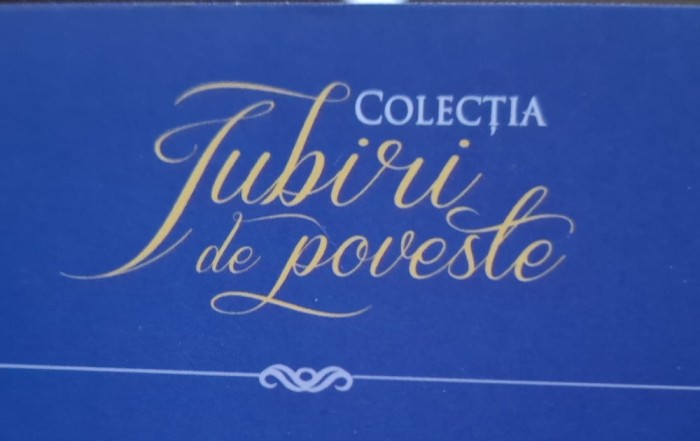 COLECȚIA
Iubiri
de poveste